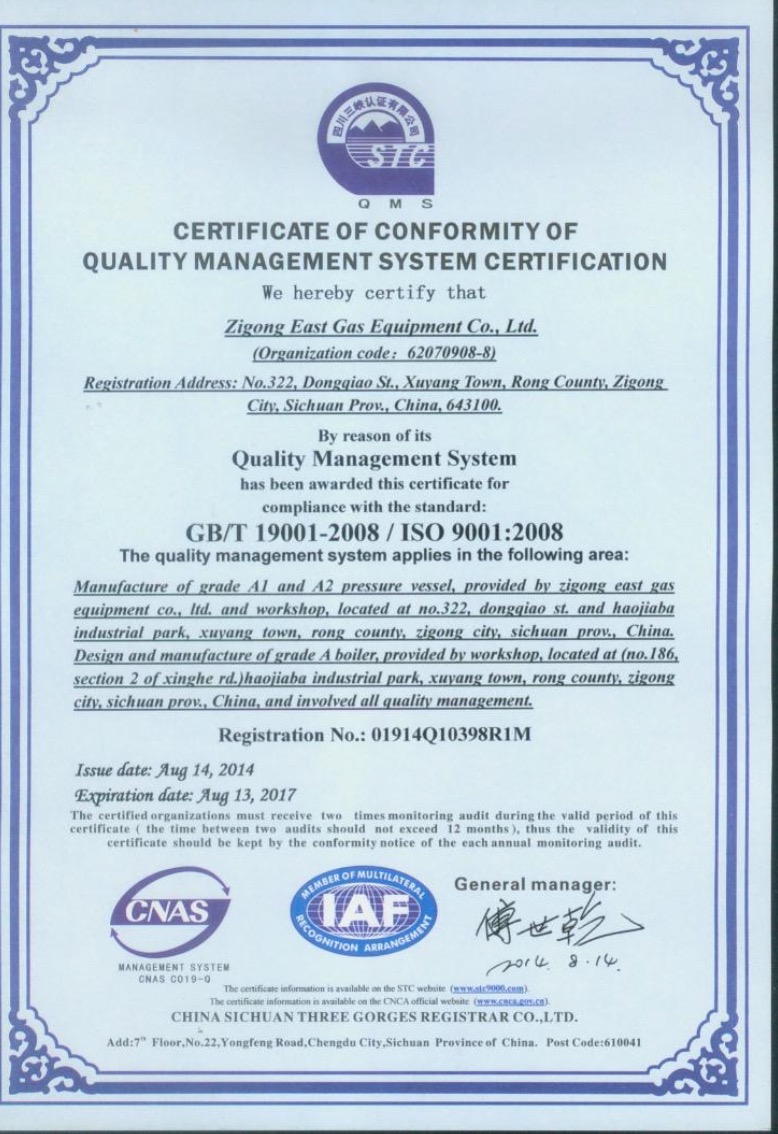 四川三峡认证有限公司
STC
QMS
CERTIFICATE OF CONFORMITY OF
QUALITY MANAGEMENT SYSTEM CERTIFICATION
We hereby certify that
Zigong East Gas Equipment Co., Ltd.
(Organization code: 62070908-8)
Registration Address: No.322, Dongqiao St., Xuyang Town, Rong County, Zigong
City, Sichuan Prov., China, 643100.
By reason of its
Quality Management System
has been awarded this certificate for
compliance with the standard:
GB/T 19001-2008 / ISO 9001:2008
The quality management system applies in the following area:
Manufacture of grade A1 and A2 pressure vessel, provided by zigong east gas
equipment co., ltd. and workshop, located at no.322, dongqiao st. and haojiaba
industrial park, xuyang town, rong county, zigong city, sichuan prov., China.
Design and manufacture of grade A boiler, provided by workshop, located at (no.186,
section 2 of xinghe rd.)haojiaba industrial park, xuyang town, rong county, zigong
city, sichuan prov., China, and involved all quality management.
Registration No.: 01914Q10398R1M
Issue date: Aug 14, 2014
Expiration date: Aug 13, 2017
The certified organizations must receive two times monitoring audit during the valid period of this
certificate ( the time between two audits should not exceed 12 months ), thus the validity of this
certificate should be kept by the conformity notice of the each annual monitoring audit.
CNAS
MANAGEMENT SYSTEM
CNAS C019-Q
MEMBER OF MULTILATERAL
IAF
RECOGNITION ARRANGEMENT
General manager:
傅世乾
2014.8.14.
The certificate information is available on the STC website (www.stc9000.com).
The certificate information is available on the CNCA official website (www.cnca.gov.cn).
CHINA SICHUAN THREE GORGES REGISTRAR CO.,LTD.
Add:7th Floor,No.22,Yongfeng Road,Chengdu City,Sichuan Province of China. Post Code:610041